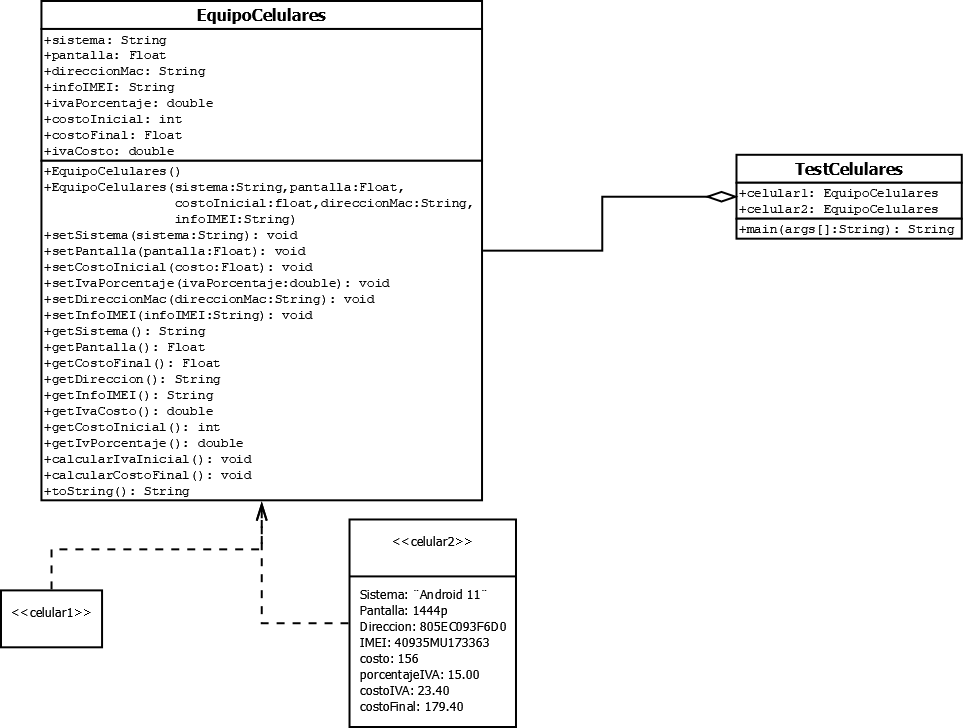 EquipoCelulares
+sistema: String
+pantalla: Float
+direccionMac: String
+infoIMEI: String
+ivaPorcentaje: double
+costoInicial: int
+costoFinal: Float
+ivaCosto: double
+EquipoCelulares()
+EquipoCelulares(sistema:String,pantalla:Float,
costoInicial:float,direccionMac:String,
infoIMEI:String)
+setSistema(sistema:String): void
+setPantalla(pantalla:Float): void
+setCostoInicial(costo:Float): void
+setIvaPorcentaje(ivaPorcentaje:double): void
+setDireccionMac(direccionMac:String): void
+setInfoIMEI(infoIMEI:String): void
+getSistema(): String
+getPantalla(): Float
+getCostoFinal(): Float
+getDireccion(): String
+getInfoIMEI(): String
+getIvaCosto(): double
+getCostoInicial(): int
+getIvPorcentaje(): double
+calcularIvaInicial(): void
+calcularCostoFinal(): void
+toString(): String
TestCelulares
+celular1: EquipoCelulares
+celular2: EquipoCelulares
+main(args[]:String): String
<<celular1>>
<<celular2>>
Sistema: ¨Android 11¨
Pantalla: 1444p
Direccion: 805EC093F6D0
IMEI: 40935MU173363
costo: 156
porcentajeIVA: 15.00
costoIVA: 23.40
costoFinal: 179.40